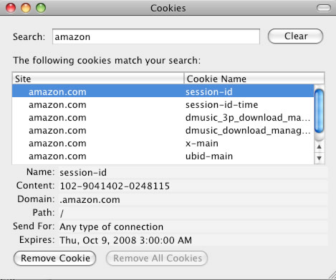 Cookies
Search: amazon Clear
The following cookies match your search:
Site Cookie Name
amazon.com session-id
amazon.com session-id-time
amazon.com dmusic_3p_download_ma...
amazon.com dmusic_download_manag...
amazon.com x-main
amazon.com ubid-main
Name: session-id
Content: 102-9041402-0248115
Domain: .amazon.com
Path: /
Send For: Any type of connection
Expires: Thu, Oct 9, 2008 3:00:00 AM
Remove Cookie Remove All Cookies